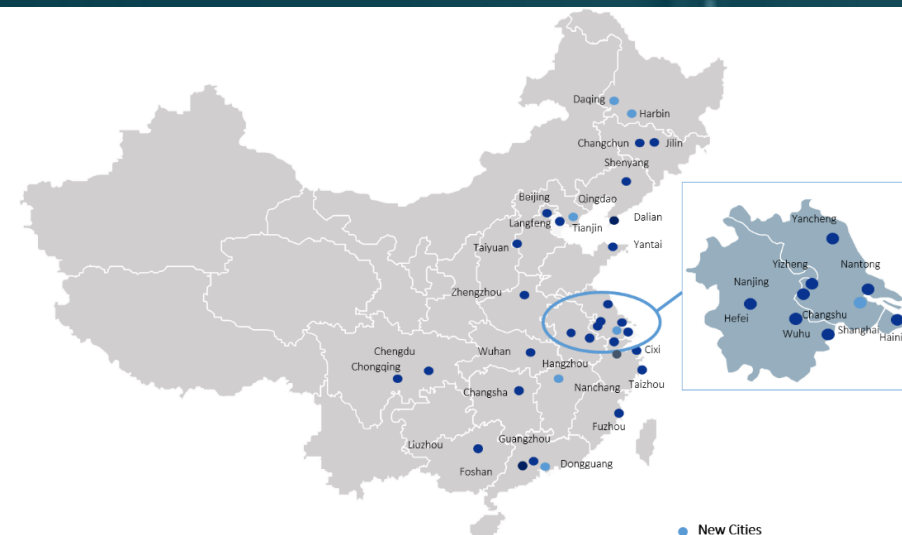 Daqing
Harbin
Changchun
Jilin
Shenyang
Beijing
Qingdao
Langfeng
Tianjin
Dalian
Taiyuan
Yantai
Zhengzhou
Chengdu
Chongqing
Wuhan
Hangzhou
Cixi
Changsha
Nanchang
Taizhou
Fuzhou
Liuzhou
Guangzhou
Foshan
Dongguang
Yancheng
Yizheng
Nantong
Nanjing
Hefei
Changshu
Wuhu
Shanghai
Haini
New Cities